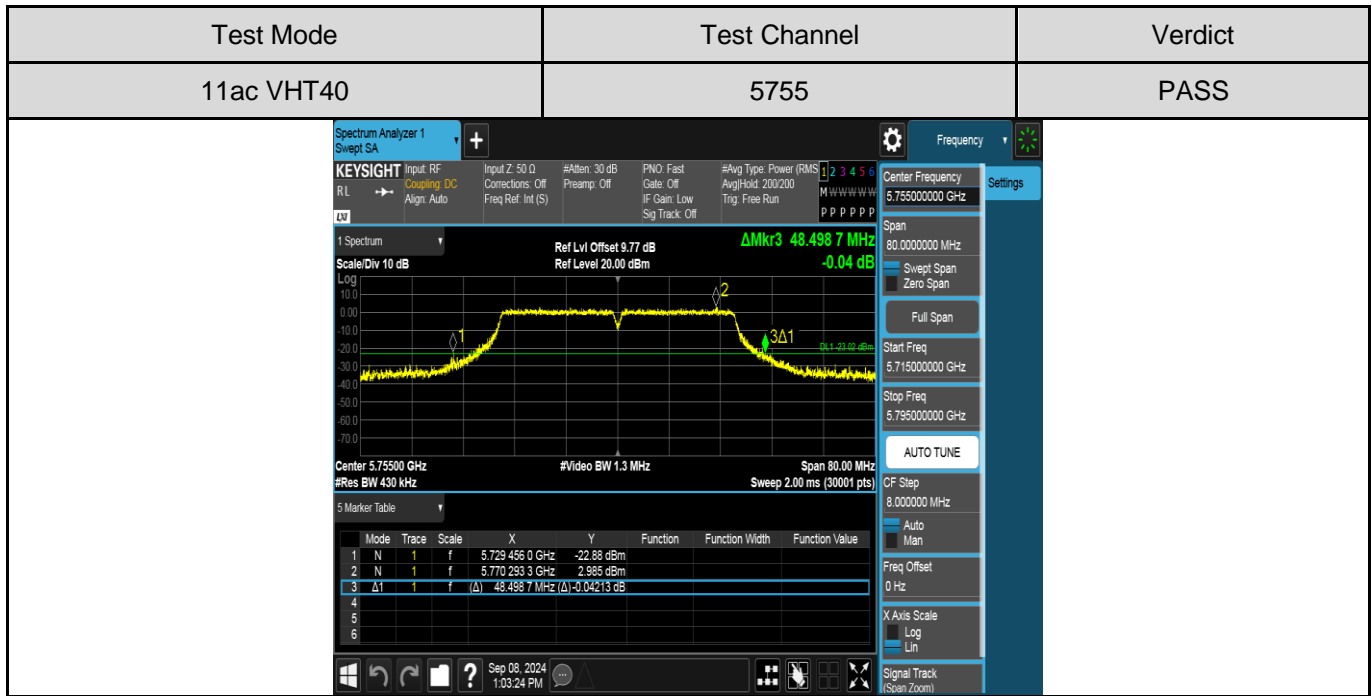 Test Mode Test Channel Verdict
11ac VHT40 5755 PASS
Spectrum Analyzer 1
Swept SA
+
Frequency
KEYSIGHT
RL
LXI
Input: RF
Coupling: DC
Align: Auto
Input Z: 50 Ω
Corrections: Off
Freq Ref: Int (S)
#Atten: 30 dB
Preamp: Off
PNO: Fast
Gate: Off
IF Gain: Low
Sig Track: Off
#Avg Type: Power (RMS
Avg|Hold: 200/200
Trig: Free Run
1 2 3 4 5 6
M W W W W W
P P P P P P
1 Spectrum
Scale/Div 10 dB
Ref Lvl Offset 9.77 dB
Ref Level 20.00 dBm
ΔMkr3 48.498 7 MHz
-0.04 dB
Log
10.0
0.00
-10.0
-20.0
-30.0
-40.0
-50.0
-60.0
-70.0
1
2
3Δ1
DL1 -23.02 dBm
Center 5.75500 GHz
#Res BW 430 kHz
#Video BW 1.3 MHz
Span 80.00 MHz
Sweep 2.00 ms (30001 pts)
5 Marker Table
Mode Trace Scale X Y Function Function Width Function Value
1 N 1 f 5.729 456 0 GHz -22.88 dBm
2 N 1 f 5.770 293 3 GHz 2.985 dBm
3 Δ1 1 f (Δ) 48.498 7 MHz (Δ) -0.04213 dB
4
5
6
?
Sep 08, 2024
1:03:24 PM
Center Frequency
5.755000000 GHz
Settings
Span
80.0000000 MHz
Swept Span
Zero Span
Full Span
Start Freq
5.715000000 GHz
Stop Freq
5.795000000 GHz
AUTO TUNE
CF Step
8.000000 MHz
Auto
Man
Freq Offset
0 Hz
X Axis Scale
Log
Lin
Signal Track
(Span Zoom)